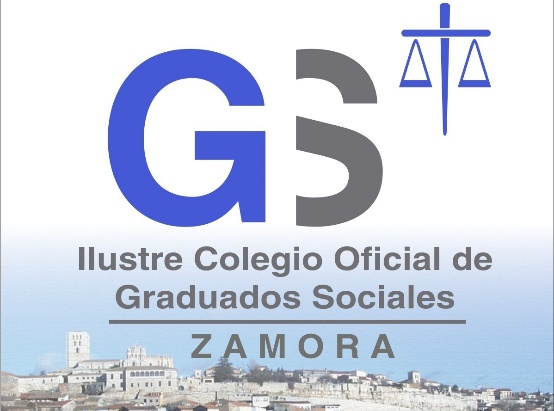 GS
Ilustre Colegio Oficial de
Graduados Sociales
ZAMORA